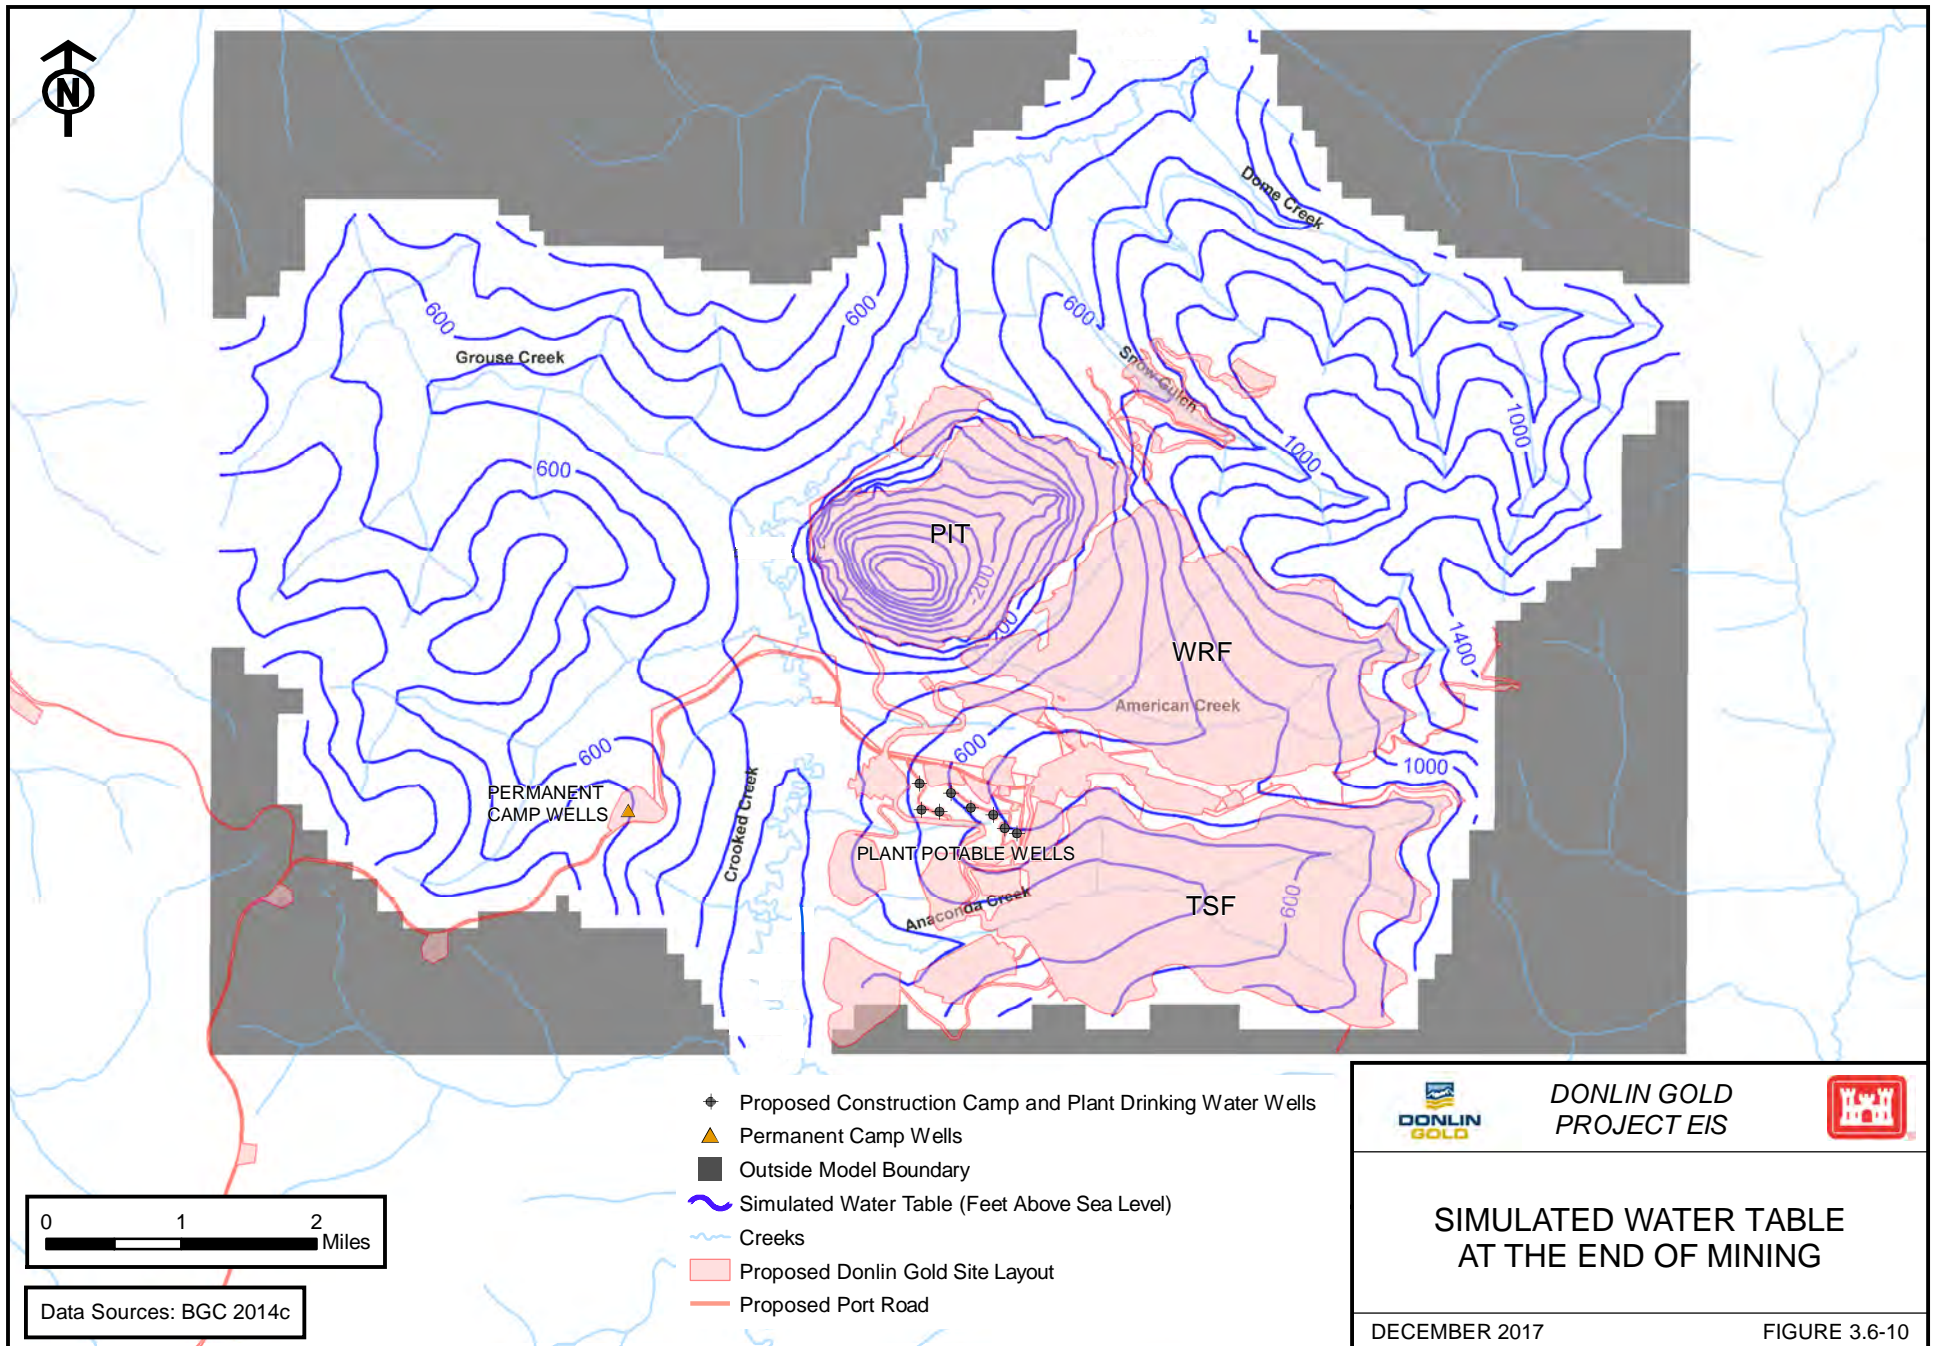 N
Dome Creek
600
600
600
Grouse Creek
Snow Gulch
1000
1000
600
PIT
-200
200
WRF
1400
American Creek
600
600
1000
PERMANENT
CAMP WELLS
Crooked Creek
PLANT POTABLE WELLS
Anaconda Creek
TSF
600
Proposed Construction Camp and Plant Drinking Water Wells
Permanent Camp Wells
Outside Model Boundary
Simulated Water Table (Feet Above Sea Level)
Creeks
Proposed Donlin Gold Site Layout
Proposed Port Road
0 1 2
Miles
Data Sources: BGC 2014c
DONLIN
GOLD
DONLIN GOLD
PROJECT EIS
SIMULATED WATER TABLE
AT THE END OF MINING
DECEMBER 2017
FIGURE 3.6-10